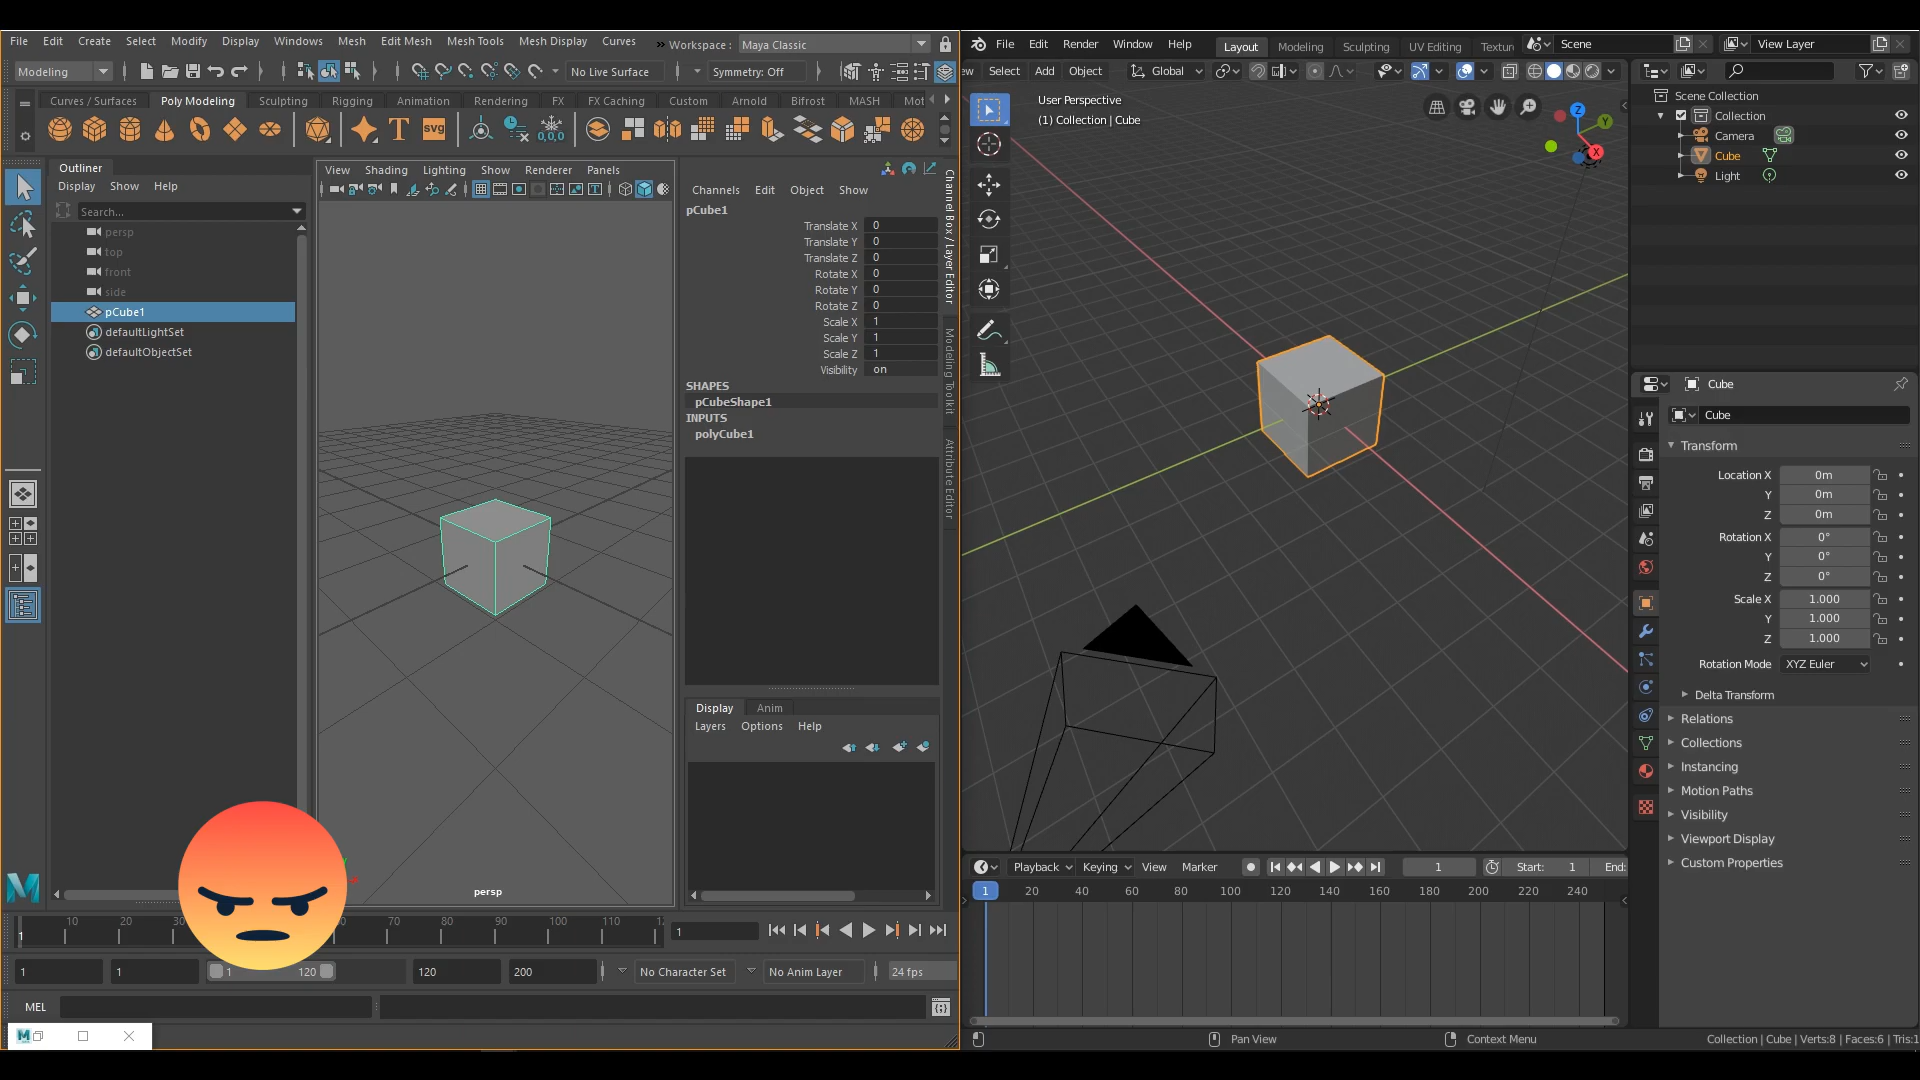 File Edit Create Select Modify Display Windows Mesh Edit Mesh Mesh Tools Mesh Display Curves » Workspace : Maya Classic
Modeling No Live Surface Symmetry: Off
Curves / Surfaces Poly Modeling Sculpting Rigging Animation Rendering FX FX Caching Custom Arnold Bifrost MASH Mot
T svg 0,0,0
Outliner
Display Show Help
Search...
persp
top
front
side
pCube1
defaultLightSet
defaultObjectSet
View Shading Lighting Show Renderer Panels
persp
Channels Edit Object Show
pCube1
Translate X 0
Translate Y 0
Translate Z 0
Rotate X 0
Rotate Y 0
Rotate Z 0
Scale X 1
Scale Y 1
Scale Z 1
Visibility on
SHAPES
pCubeShape1
INPUTS
polyCube1
Channel Box / Layer Editor
Modeling Toolkit
Attribute Editor
Display Anim
Layers Options Help
10 20 30 70 80 90 100 110
1
1
1 1 1 120 120 200 No Character Set No Anim Layer 24 fps
MEL
M
File Edit Render Window Help Layout Modeling Sculpting UV Editing Textur Scene View Layer
ew Select Add Object Global
User Perspective
(1) Collection | Cube
Z
Y
X
Scene Collection
Collection
Camera
Cube
Light
Cube
Cube
Transform
Location X 0m
Y 0m
Z 0m
Rotation X 0°
Y 0°
Z 0°
Scale X 1.000
Y 1.000
Z 1.000
Rotation Mode XYZ Euler
Delta Transform
Relations
Collections
Instancing
Motion Paths
Visibility
Viewport Display
Custom Properties
Playback Keying View Marker 1 Start: 1 End:
1 20 40 60 80 100 120 140 160 180 200 220 240
Pan View Context Menu Collection | Cube | Verts:8 | Faces:6 | Tris:1